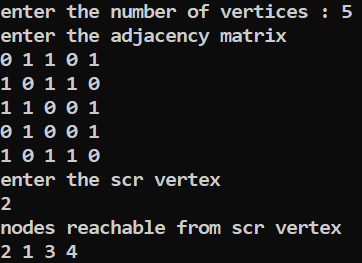 enter the number of vertices : 5
enter the adjacency matrix
0 1 1 0 1
1 0 1 1 0
1 1 0 0 1
0 1 0 0 1
1 0 1 1 0
enter the scr vertex
2
nodes reachable from scr vertex
2 1 3 4